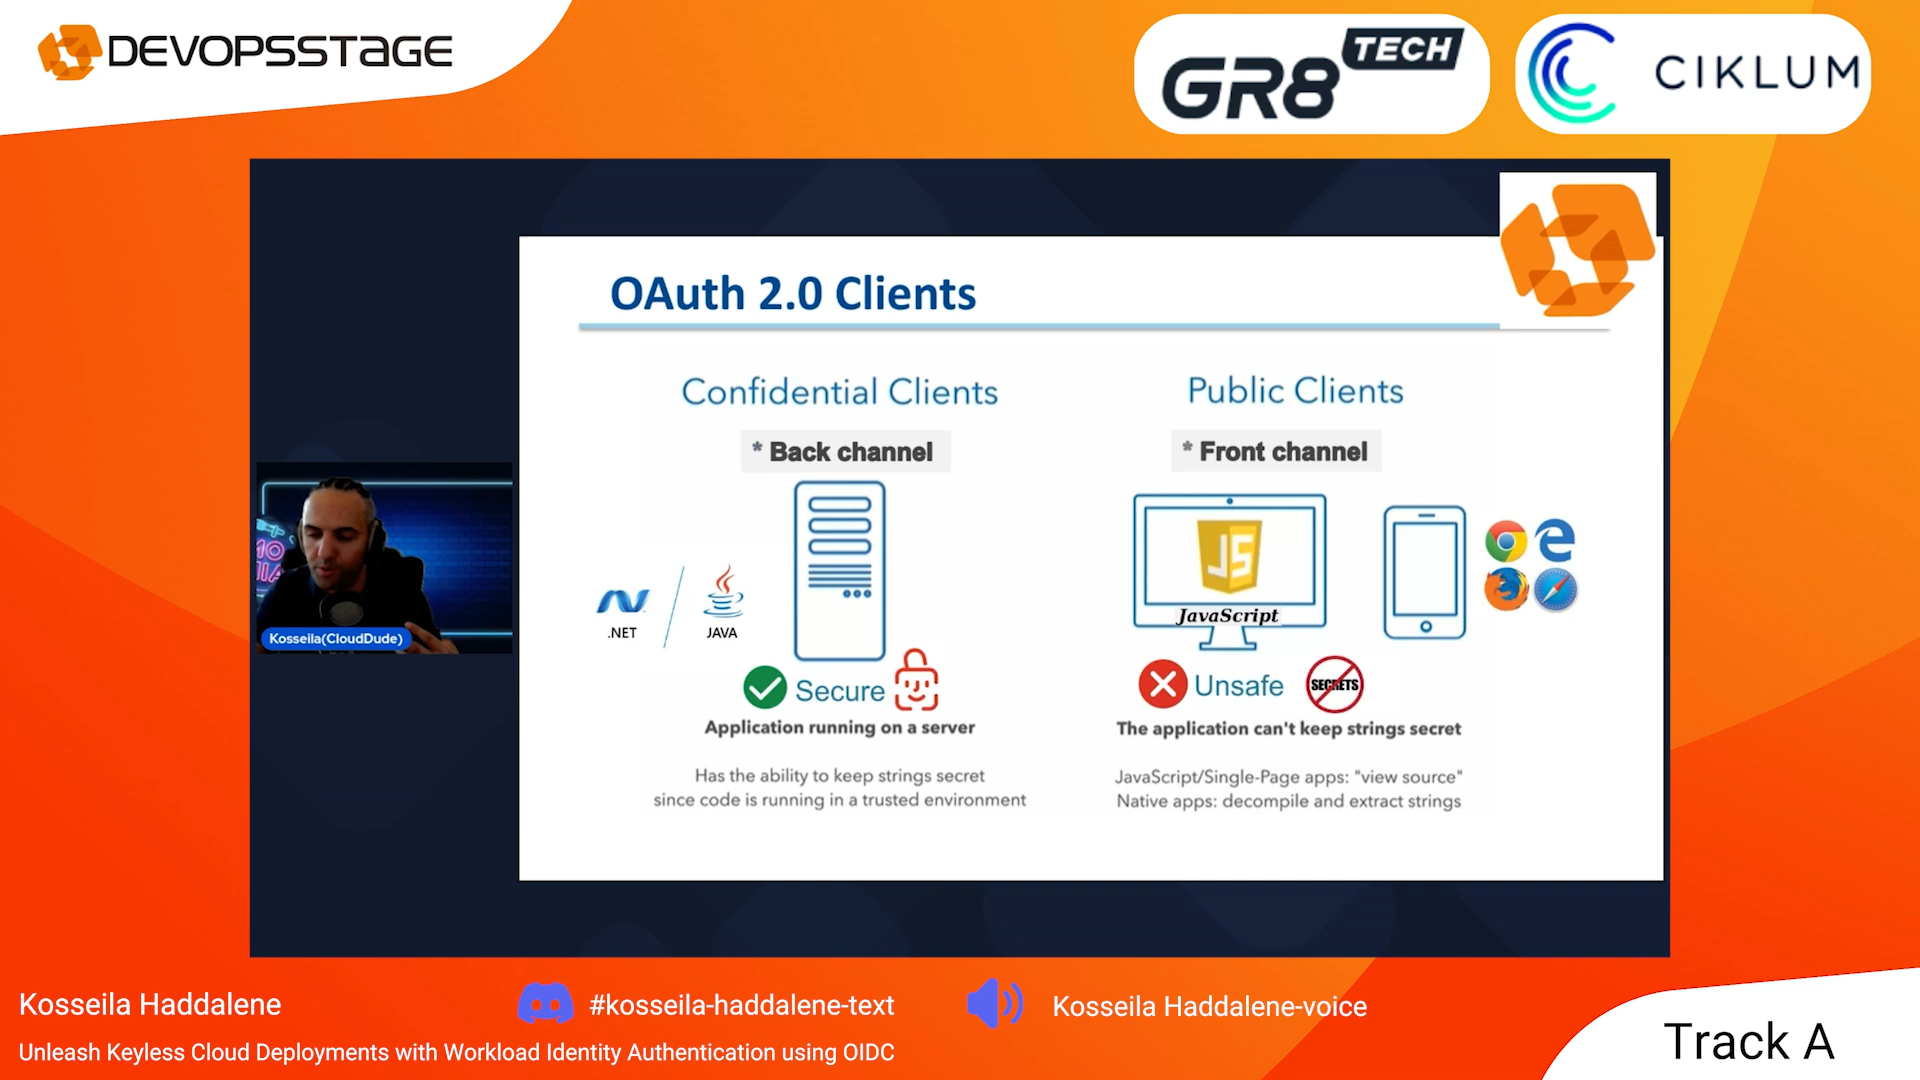 DEVOPSSTAGE
GR8 TECH
CIKLUM
OAuth 2.0 Clients
Confidential Clients
* Back channel
.NET
JAVA
Secure
Application running on a server
Has the ability to keep strings secret
since code is running in a trusted environment
Public Clients
* Front channel
JS
JavaScript
Unsafe
SECRETS
The application can't keep strings secret
JavaScript/Single-Page apps: "view source"
Native apps: decompile and extract strings
Kosseila(CloudDude)
Kosseila Haddalene
#kosseila-haddalene-text
Kosseila Haddalene-voice
Unleash Keyless Cloud Deployments with Workload Identity Authentication using OIDC
Track A